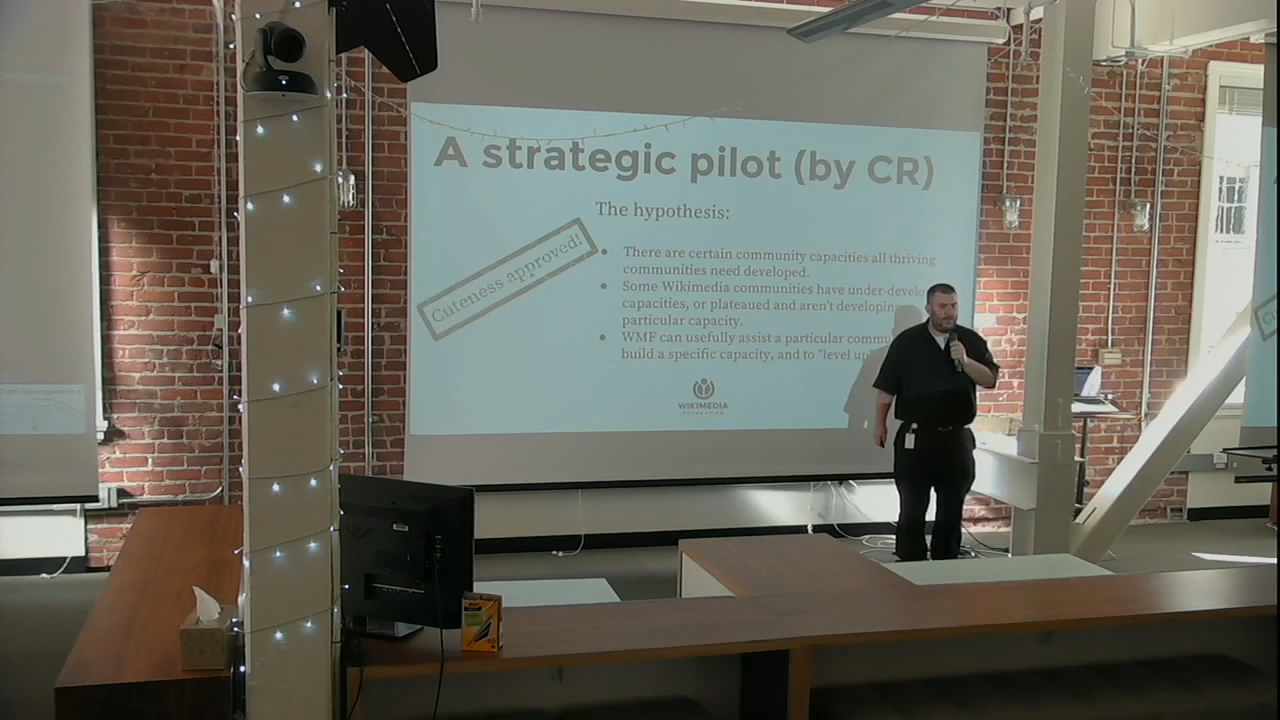 A strategic pilot (by CR)
The hypothesis:
Cuteness approved!
There are certain community capacities all thriving
communities need developed.
Some Wikimedia communities have under-develo
capacities, or plateaued and aren't developin
particular capacity.
WMF can usefully assist a particular commu
build a specific capacity, and to "level u
WIKIMEDIA
FOUNDATION